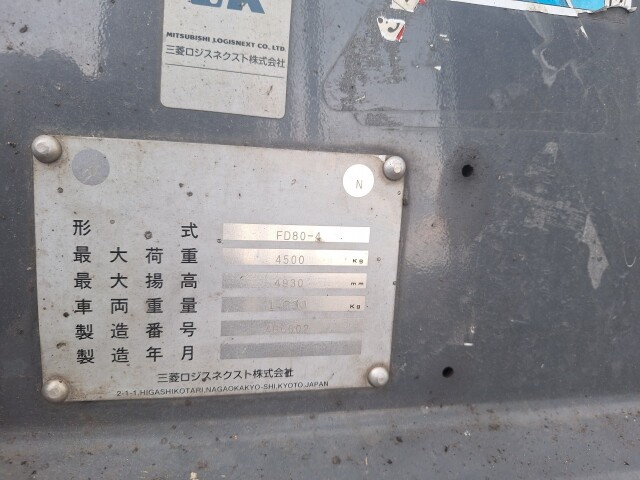 MITSUBISHI LOGISNEXT CO., LTD.
三菱ロジスネクスト株式会社
N
形 式 FD80-4
最 大 荷 重 4500 Kg
最 大 揚 高 4830 mm
車 両 重 量 Kg
製 造 番 号
製 造 年 月
三菱ロジスネクスト株式会社
2-1-1,HIGASHIKOTARI,NAGAOKAKYO-SHI,KYOTO,JAPAN